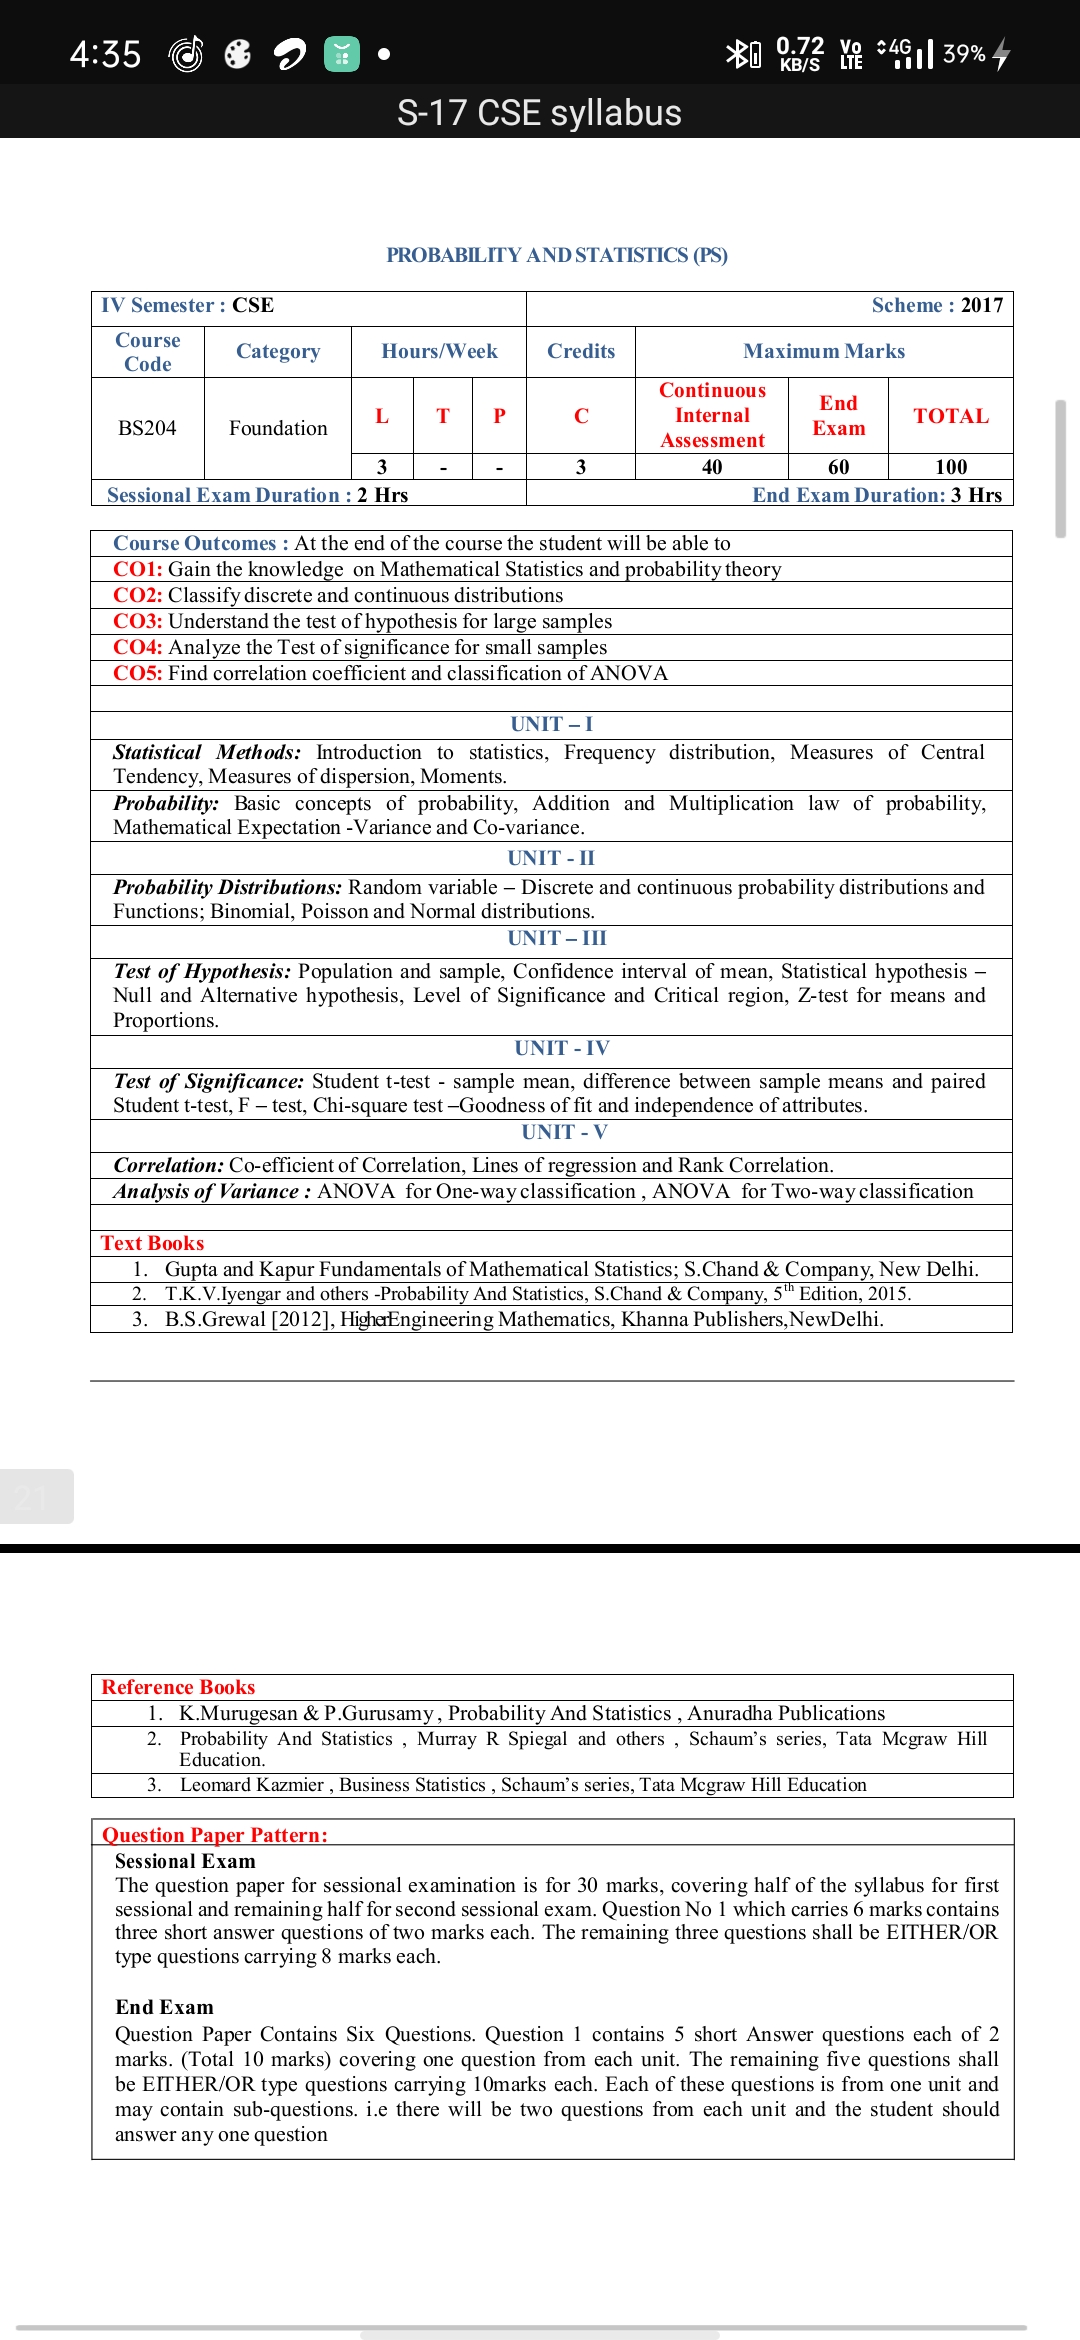 4:35
0.72 KB/S Vo LTE 4G 39%
S-17 CSE syllabus
PROBABILITY AND STATISTICS (PS)
IV Semester : CSE Scheme : 2017
Course Code Category Hours/Week Credits Maximum Marks
BS204 Foundation L T P C Continuous Internal Assessment End Exam TOTAL
3 - - 3 40 60 100
Sessional Exam Duration : 2 Hrs End Exam Duration: 3 Hrs
Course Outcomes : At the end of the course the student will be able to
CO1: Gain the knowledge on Mathematical Statistics and probability theory
CO2: Classify discrete and continuous distributions
CO3: Understand the test of hypothesis for large samples
CO4: Analyze the Test of significance for small samples
CO5: Find correlation coefficient and classification of ANOVA
UNIT – I
Statistical Methods: Introduction to statistics, Frequency distribution, Measures of Central
Tendency, Measures of dispersion, Moments.
Probability: Basic concepts of probability, Addition and Multiplication law of probability,
Mathematical Expectation -Variance and Co-variance.
UNIT - II
Probability Distributions: Random variable – Discrete and continuous probability distributions and
Functions; Binomial, Poisson and Normal distributions.
UNIT – III
Test of Hypothesis: Population and sample, Confidence interval of mean, Statistical hypothesis –
Null and Alternative hypothesis, Level of Significance and Critical region, Z-test for means and
Proportions.
UNIT - IV
Test of Significance: Student t-test - sample mean, difference between sample means and paired
Student t-test, F – test, Chi-square test –Goodness of fit and independence of attributes.
UNIT - V
Correlation: Co-efficient of Correlation, Lines of regression and Rank Correlation.
Analysis of Variance : ANOVA for One-way classification , ANOVA for Two-way classification
Text Books
1. Gupta and Kapur Fundamentals of Mathematical Statistics; S.Chand & Company, New Delhi.
2. T.K.V.Iyengar and others -Probability And Statistics, S.Chand & Company, 5th Edition, 2015.
3. B.S.Grewal [2012], HigherEngineering Mathematics, Khanna Publishers,NewDelhi.
21
Reference Books
1. K.Murugesan & P.Gurusamy , Probability And Statistics , Anuradha Publications
2. Probability And Statistics , Murray R Spiegal and others , Schaum's series, Tata Mcgraw Hill
Education.
3. Leomard Kazmier , Business Statistics , Schaum's series, Tata Mcgraw Hill Education
Question Paper Pattern:
Sessional Exam
The question paper for sessional examination is for 30 marks, covering half of the syllabus for first
sessional and remaining half for second sessional exam. Question No 1 which carries 6 marks contains
three short answer questions of two marks each. The remaining three questions shall be EITHER/OR
type questions carrying 8 marks each.
End Exam
Question Paper Contains Six Questions. Question 1 contains 5 short Answer questions each of 2
marks. (Total 10 marks) covering one question from each unit. The remaining five questions shall
be EITHER/OR type questions carrying 10marks each. Each of these questions is from one unit and
may contain sub-questions. i.e there will be two questions from each unit and the student should
answer any one question